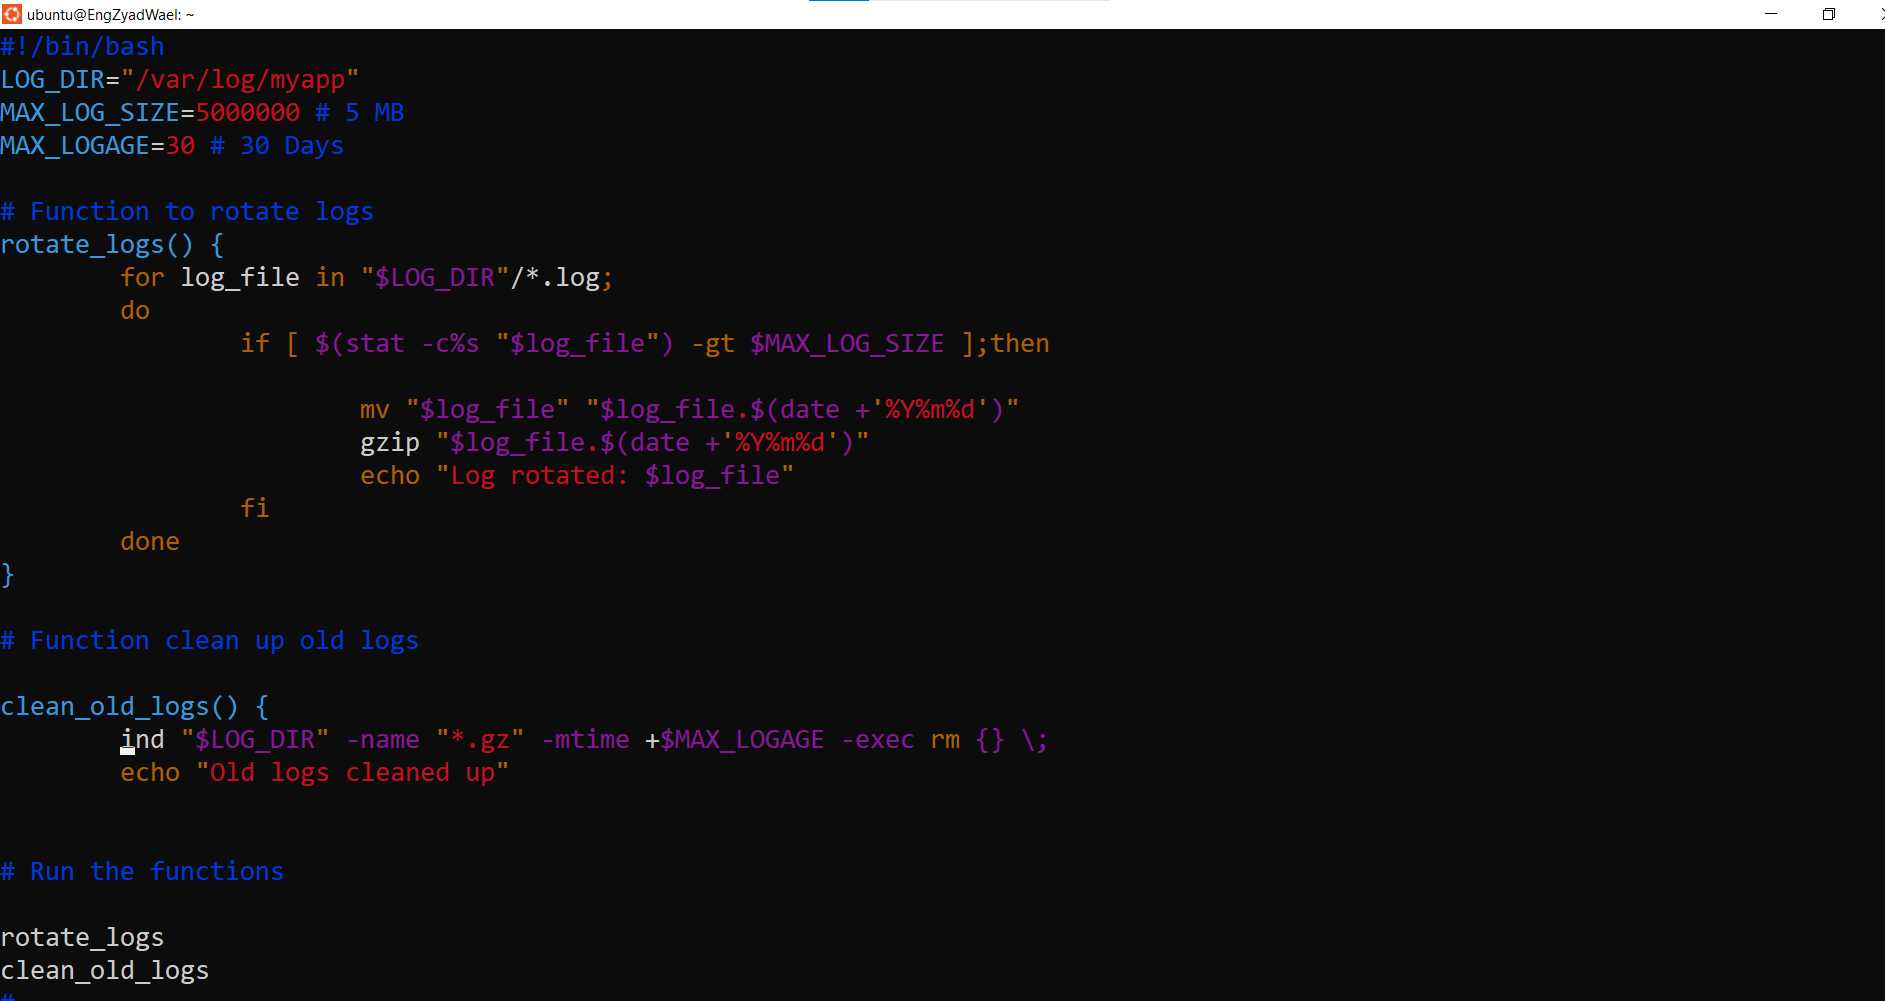 ubuntu@EngZyadWael: ~
#!/bin/bash
LOG_DIR="/var/log/myapp"
MAX_LOG_SIZE=5000000 # 5 MB
MAX_LOGAGE=30 # 30 Days
# Function to rotate logs
rotate_logs() {
for log_file in "$LOG_DIR"/*.log;
do
if [ $(stat -c%s "$log_file") -gt $MAX_LOG_SIZE ];then
mv "$log_file" "$log_file.$(date +'%Y%m%d')"
gzip "$log_file.$(date +'%Y%m%d')"
echo "Log rotated: $log_file"
fi
done
}
# Function clean up old logs
clean_old_logs() {
ind "$LOG_DIR" -name "*.gz" -mtime +$MAX_LOGAGE -exec rm {} \;
echo "Old logs cleaned up"
# Run the functions
rotate_logs
clean_old_logs
#